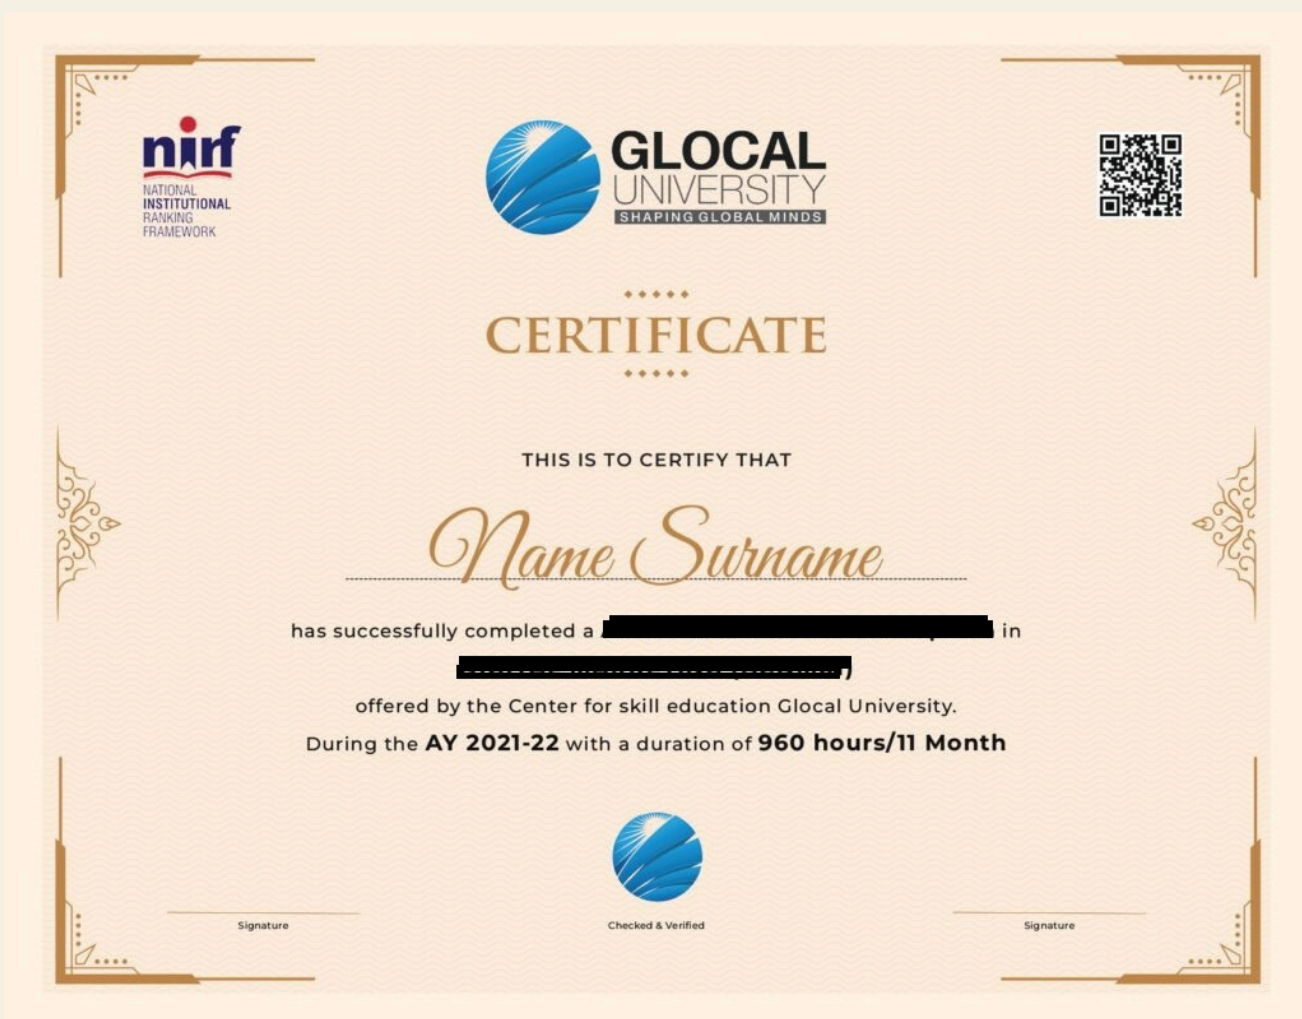 nirf
NATIONAL
INSTITUTIONAL
RANKING
FRAMEWORK
GLOCAL
UNIVERSITY
SHAPING GLOBAL MINDS
CERTIFICATE
THIS IS TO CERTIFY THAT
Name Surname
has successfully completed a in
offered by the Center for skill education Glocal University.
During the AY 2021-22 with a duration of 960 hours/11 Month
Signature
Checked & Verified
Signature